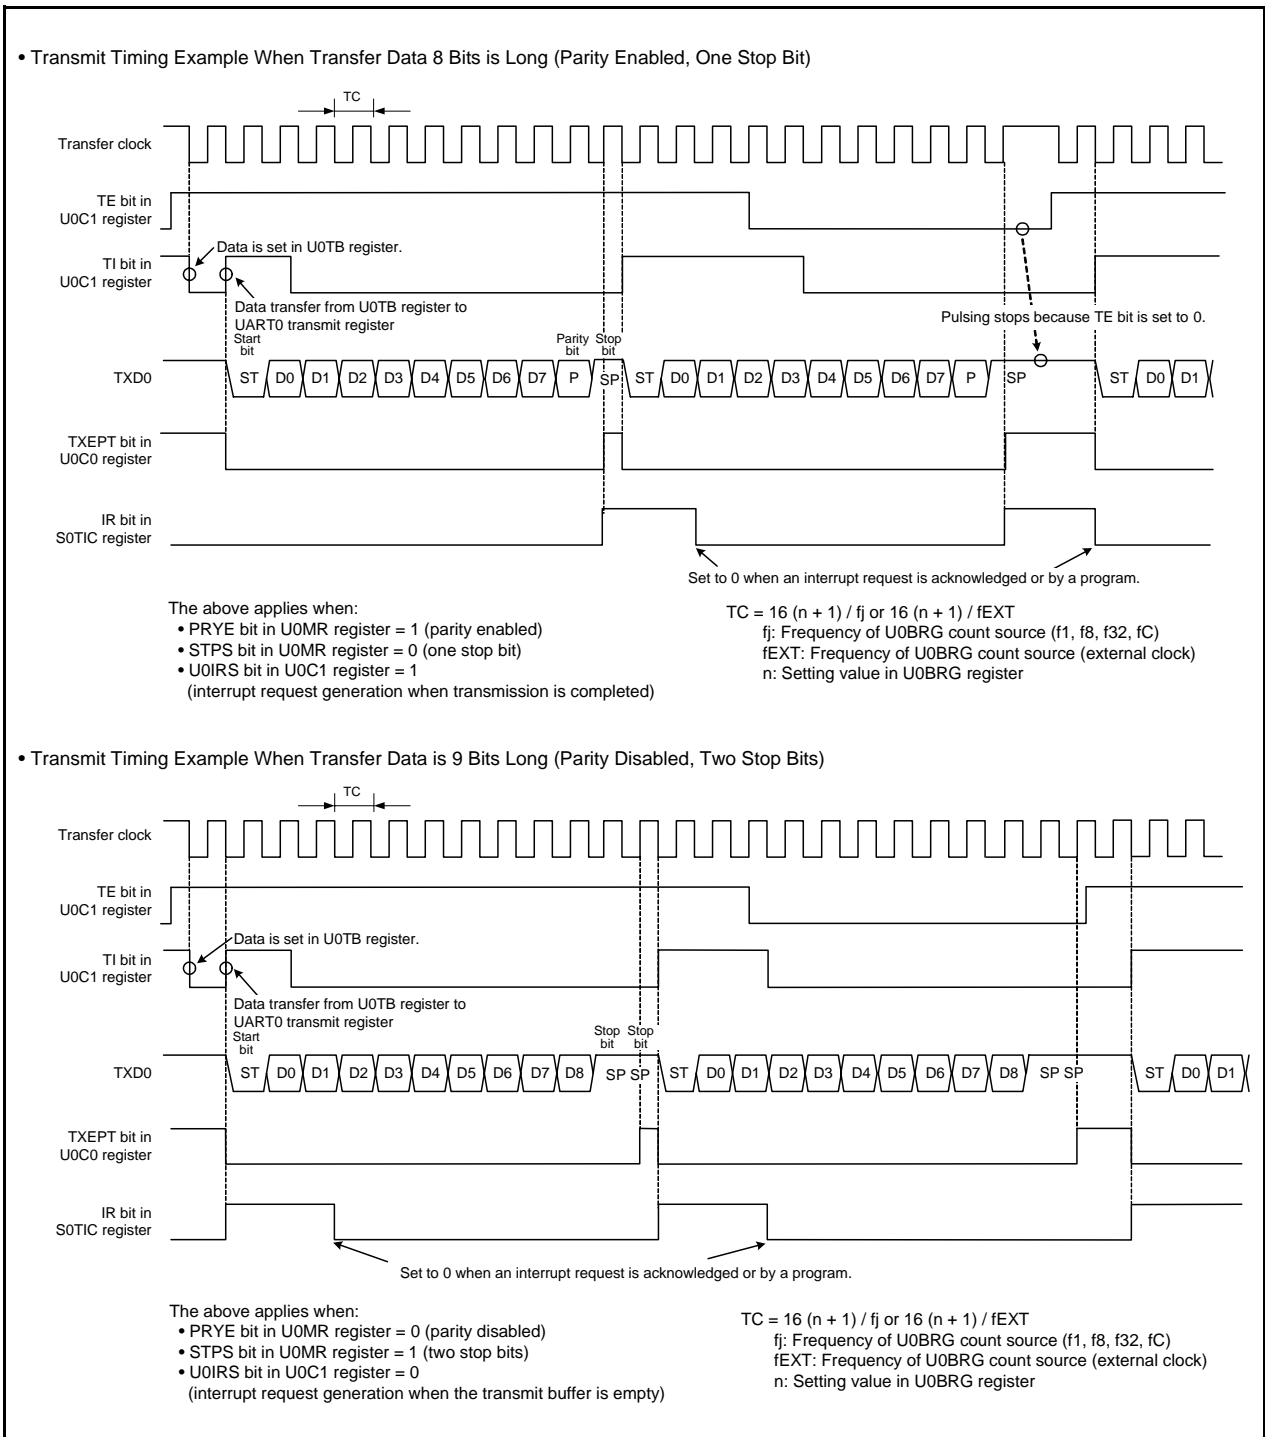 • Transmit Timing Example When Transfer Data 8 Bits is Long (Parity Enabled, One Stop Bit)
TC
Transfer clock
TE bit in
U0C1 register
Data is set in U0TB register.
TI bit in
U0C1 register
Data transfer from U0TB register to
UART0 transmit register
Pulsing stops because TE bit is set to 0.
Start
bit
Parity
bit
Stop
bit
TXD0
ST D0 D1 D2 D3 D4 D5 D6 D7 P SP ST D0 D1 D2 D3 D4 D5 D6 D7 P SP ST D0 D1
TXEPT bit in
U0C0 register
IR bit in
S0TIC register
Set to 0 when an interrupt request is acknowledged or by a program.
The above applies when:
• PRYE bit in U0MR register = 1 (parity enabled)
• STPS bit in U0MR register = 0 (one stop bit)
• U0IRS bit in U0C1 register = 1
(interrupt request generation when transmission is completed)
TC = 16 (n + 1) / fj or 16 (n + 1) / fEXT
fj: Frequency of U0BRG count source (f1, f8, f32, fC)
fEXT: Frequency of U0BRG count source (external clock)
n: Setting value in U0BRG register
• Transmit Timing Example When Transfer Data is 9 Bits Long (Parity Disabled, Two Stop Bits)
TC
Transfer clock
TE bit in
U0C1 register
Data is set in U0TB register.
TI bit in
U0C1 register
Data transfer from U0TB register to
UART0 transmit register
Start
bit
Stop
bit
Stop
bit
TXD0
ST D0 D1 D2 D3 D4 D5 D6 D7 D8 SP SP ST D0 D1 D2 D3 D4 D5 D6 D7 D8 SP SP ST D0 D1
TXEPT bit in
U0C0 register
IR bit in
S0TIC register
Set to 0 when an interrupt request is acknowledged or by a program.
The above applies when:
• PRYE bit in U0MR register = 0 (parity disabled)
• STPS bit in U0MR register = 1 (two stop bits)
• U0IRS bit in U0C1 register = 0
(interrupt request generation when the transmit buffer is empty)
TC = 16 (n + 1) / fj or 16 (n + 1) / fEXT
fj: Frequency of U0BRG count source (f1, f8, f32, fC)
fEXT: Frequency of U0BRG count source (external clock)
n: Setting value in U0BRG register